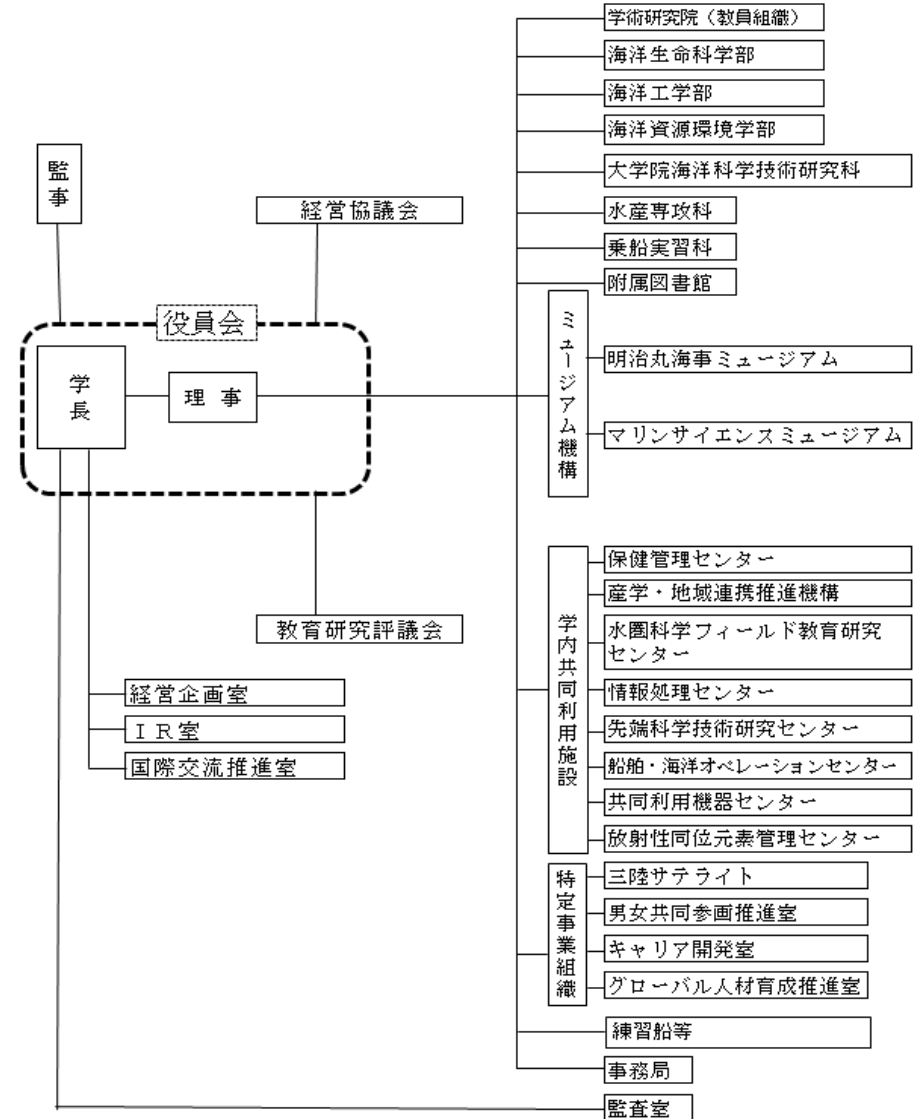 監事
経営協議会
役員会
学長
理事
教育研究評議会
経営企画室
ＩＲ室
国際交流推進室
学術研究院（教員組織）
海洋生命科学部
海洋工学部
海洋資源環境学部
大学院海洋科学技術研究科
水産専攻科
乗船実習科
附属図書館
ミュージアム機構
明治丸海事ミュージアム
マリンサイエンスミュージアム
学内共同利用施設
保健管理センター
産学・地域連携推進機構
水圏科学フィールド教育研究
センター
情報処理センター
先端科学技術研究センター
船舶・海洋オペレーションセンター
共同利用機器センター
放射性同位元素管理センター
特定事業組織
三陸サテライト
男女共同参画推進室
キャリア開発室
グローバル人材育成推進室
練習船等
事務局
監査室